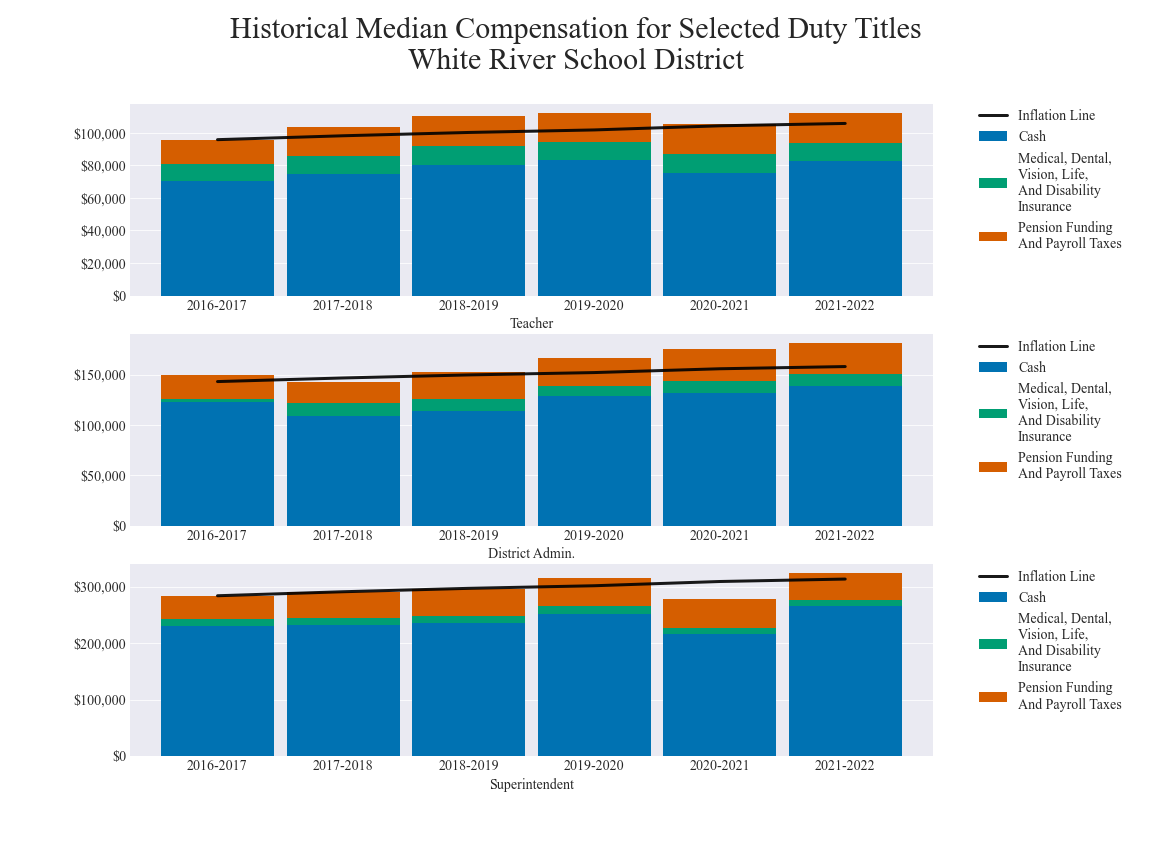 Historical Median Compensation for Selected Duty Titles
White River School District
$100,000
$80,000
$60,000
$40,000
$20,000
$0
2016-2017 2017-2018 2018-2019 2019-2020 2020-2021 2021-2022
Teacher
Inflation Line
Cash
Medical, Dental,
Vision, Life,
And Disability
Insurance
Pension Funding
And Payroll Taxes
$150,000
$100,000
$50,000
$0
2016-2017 2017-2018 2018-2019 2019-2020 2020-2021 2021-2022
District Admin.
Inflation Line
Cash
Medical, Dental,
Vision, Life,
And Disability
Insurance
Pension Funding
And Payroll Taxes
$300,000
$200,000
$100,000
$0
2016-2017 2017-2018 2018-2019 2019-2020 2020-2021 2021-2022
Superintendent
Inflation Line
Cash
Medical, Dental,
Vision, Life,
And Disability
Insurance
Pension Funding
And Payroll Taxes